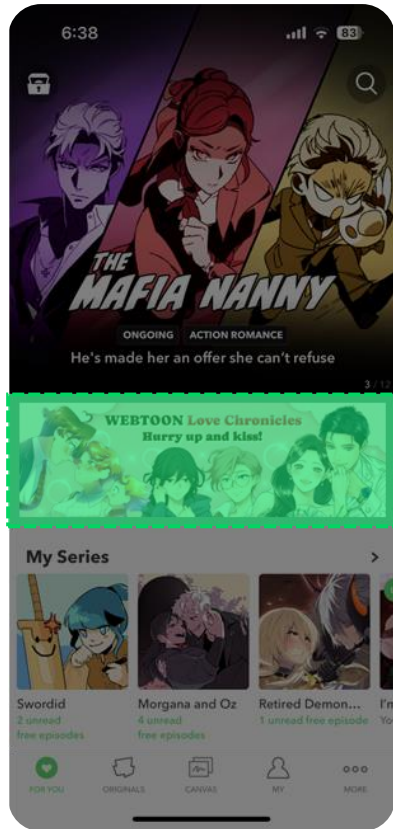 6:38
83
THE
MAFIA NANNY
ONGOING ACTION ROMANCE
He's made her an offer she can't refuse
3 / 12
WEBTOON Love Chronicles
Hurry up and kiss!
My Series
Swordid
2 unread
free episodes
Morgana and Oz
4 unread
free episodes
Retired Demon...
1 unread free episode
I'm
Yo
FOR YOU
ORIGINALS
CANVAS
MY
MORE